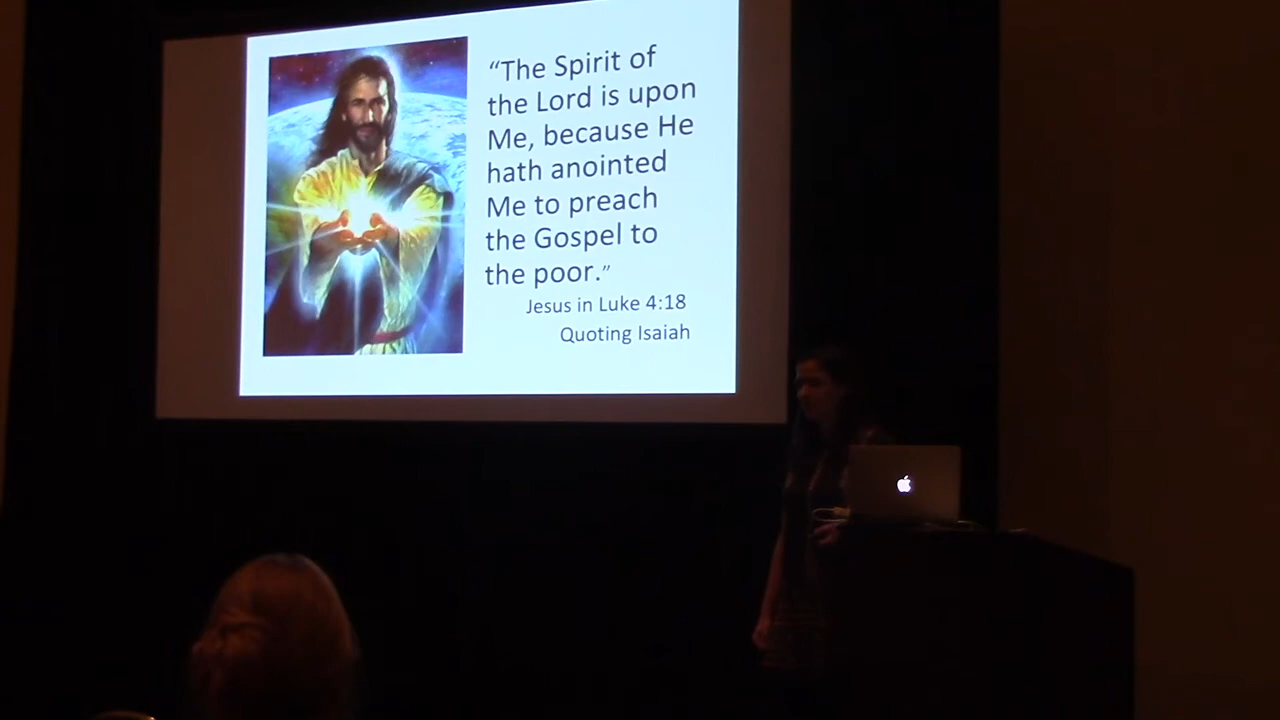 “The Spirit of
the Lord is upon
Me, because He
hath anointed
Me to preach
the Gospel to
the poor.”
Jesus in Luke 4:18
Quoting Isaiah